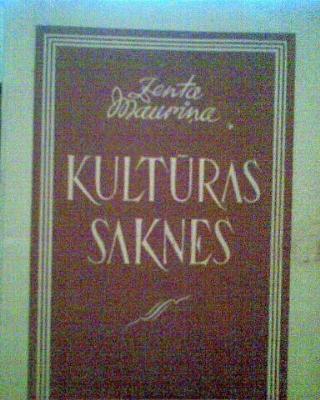 Zenta
Mauriņa.
KULTŪRAS
SAKNES